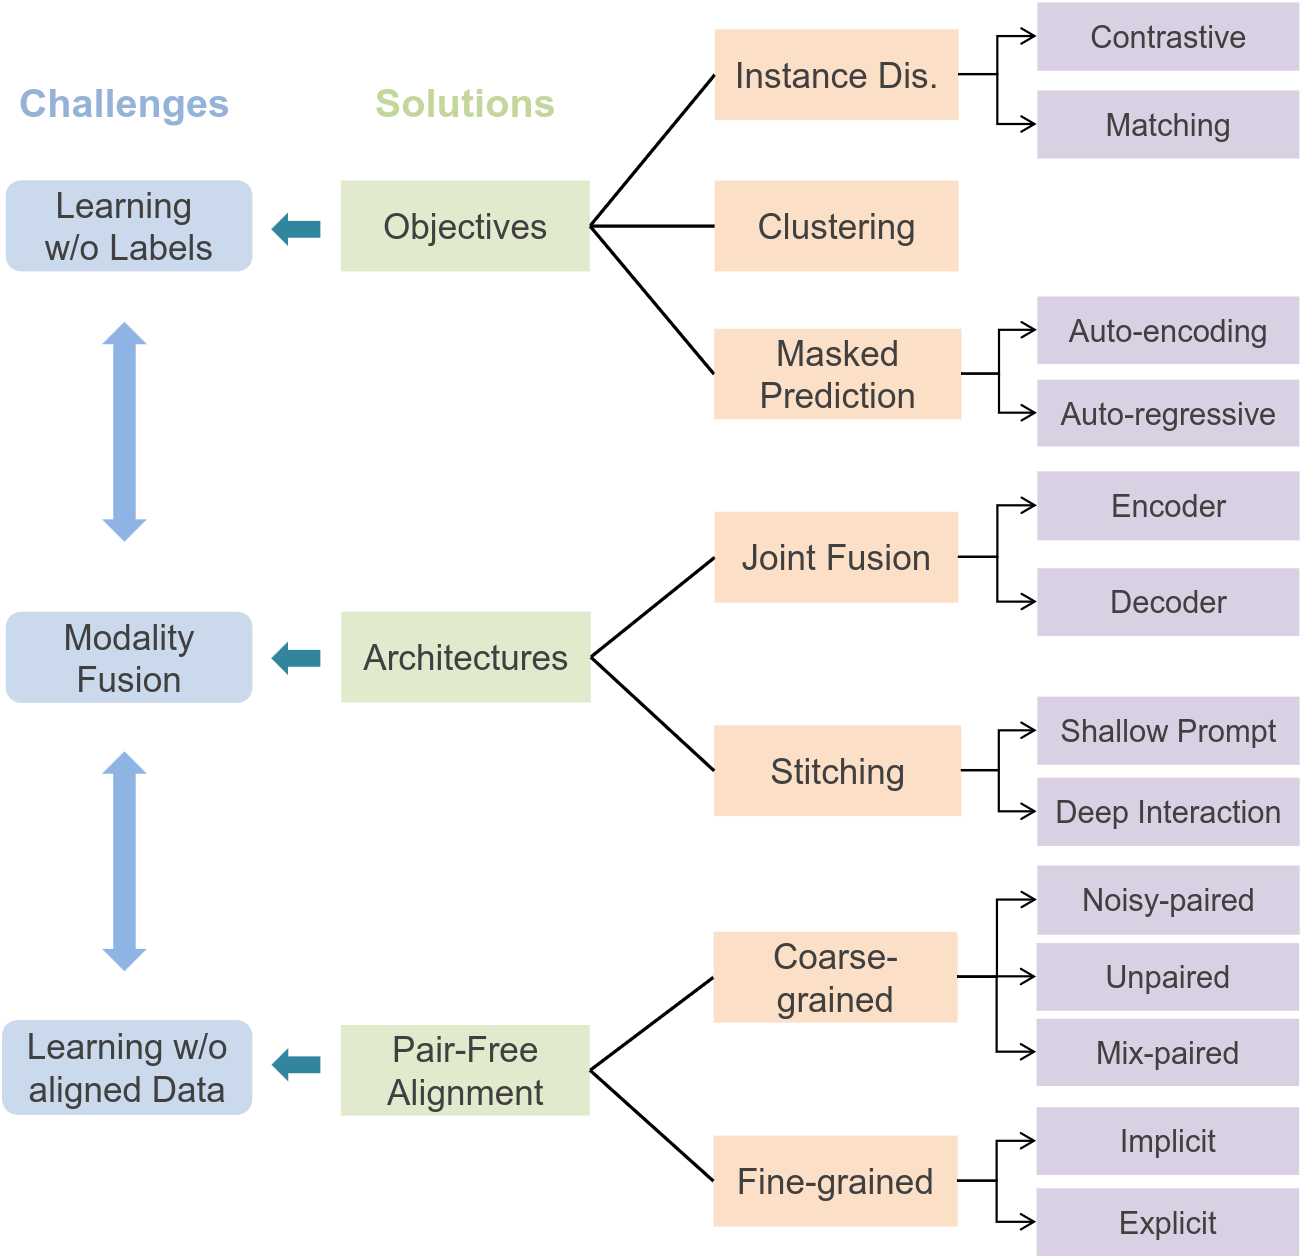 Challenges
Solutions
Learning
w/o Labels
Objectives
Instance Dis.
Contrastive
Matching
Clustering
Masked
Prediction
Auto-encoding
Auto-regressive
Modality
Fusion
Architectures
Joint Fusion
Encoder
Decoder
Stitching
Shallow Prompt
Deep Interaction
Learning w/o
aligned Data
Pair-Free
Alignment
Coarse-
grained
Noisy-paired
Unpaired
Mix-paired
Fine-grained
Implicit
Explicit